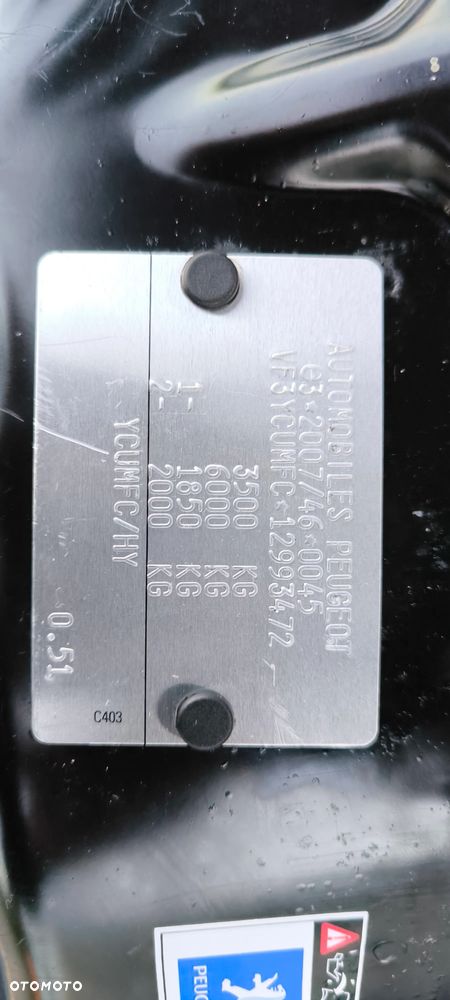 AUTOMOBILES PEUGEOT
e3*2007/46*0045
VF3YCUMFC*12993472
3500 KG
6000 KG
1- 1850 KG
2- 2000 KG
YCUMFC/HY
0.51
C403
PEUG
OTOMOTO